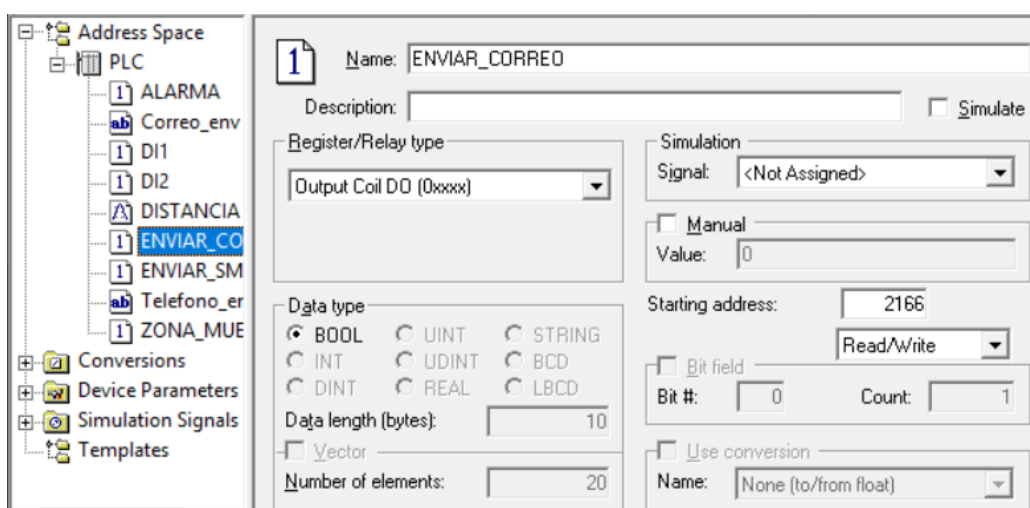 Address Space
PLC
ALARMA
Correo_env
DI1
DI2
DISTANCIA
ENVIAR_CO
ENVIAR_SM
Telefono_er
ZONA_MUE
Conversions
Device Parameters
Simulation Signals
Templates
Name: ENVIAR_CORREO
Description:
Simulate
Register/Relay type
Output Coil DO (0xxxx)
Simulation
Signal: <Not Assigned>
Manual
Value: 0
Data type
BOOL UINT STRING
INT UDINT BCD
DINT REAL LBCD
Data length (bytes): 10
Vector
Number of elements: 20
Starting address: 2166
Read/Write
Bit field
Bit #: 0 Count: 1
Use conversion
Name: None (to/from float)